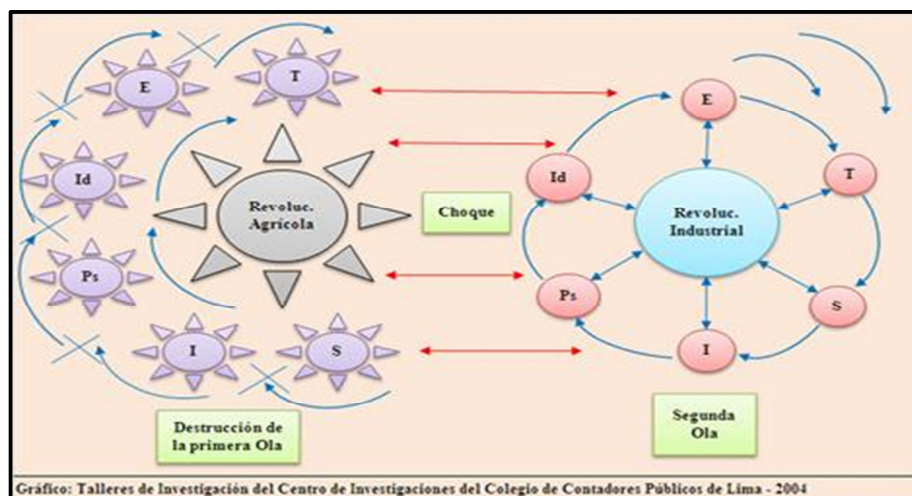 E
T
E
Id
Id
T
Revoluc.
Agrícola
Choque
Revoluc.
Industrial
Ps
Ps
S
I
S
I
Destrucción de
la primera Ola
Segunda
Ola
Gráfico: Talleres de Investigación del Centro de Investigaciones del Colegio de Contadores Públicos de Lima - 2004